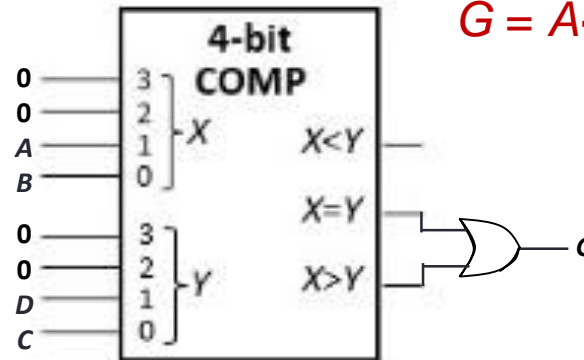 G = A
4-bit
COMP
0 3
0 2
A 1 X X<Y
B 0
X=Y
0 3
0 2 Y X>Y
D 1
C 0